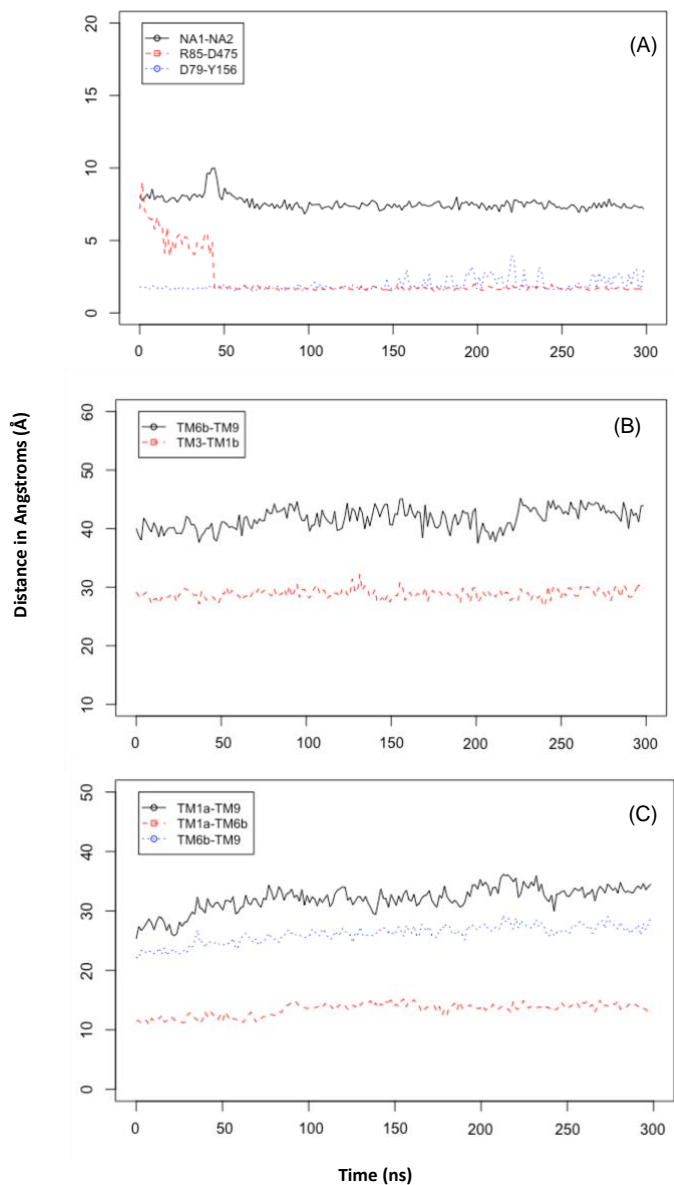 (A)
NA1-NA2
R85-D475
D79-Y156
20
15
10
5
0
0 50 100 150 200 250 300
(B)
TM6b-TM9
TM3-TM1b
60
50
40
30
20
10
0 50 100 150 200 250 300
Distance in Angstroms (Å)
(C)
TM1a-TM9
TM1a-TM6b
TM6b-TM9
50
40
30
20
10
0
0 50 100 150 200 250 300
Time (ns)